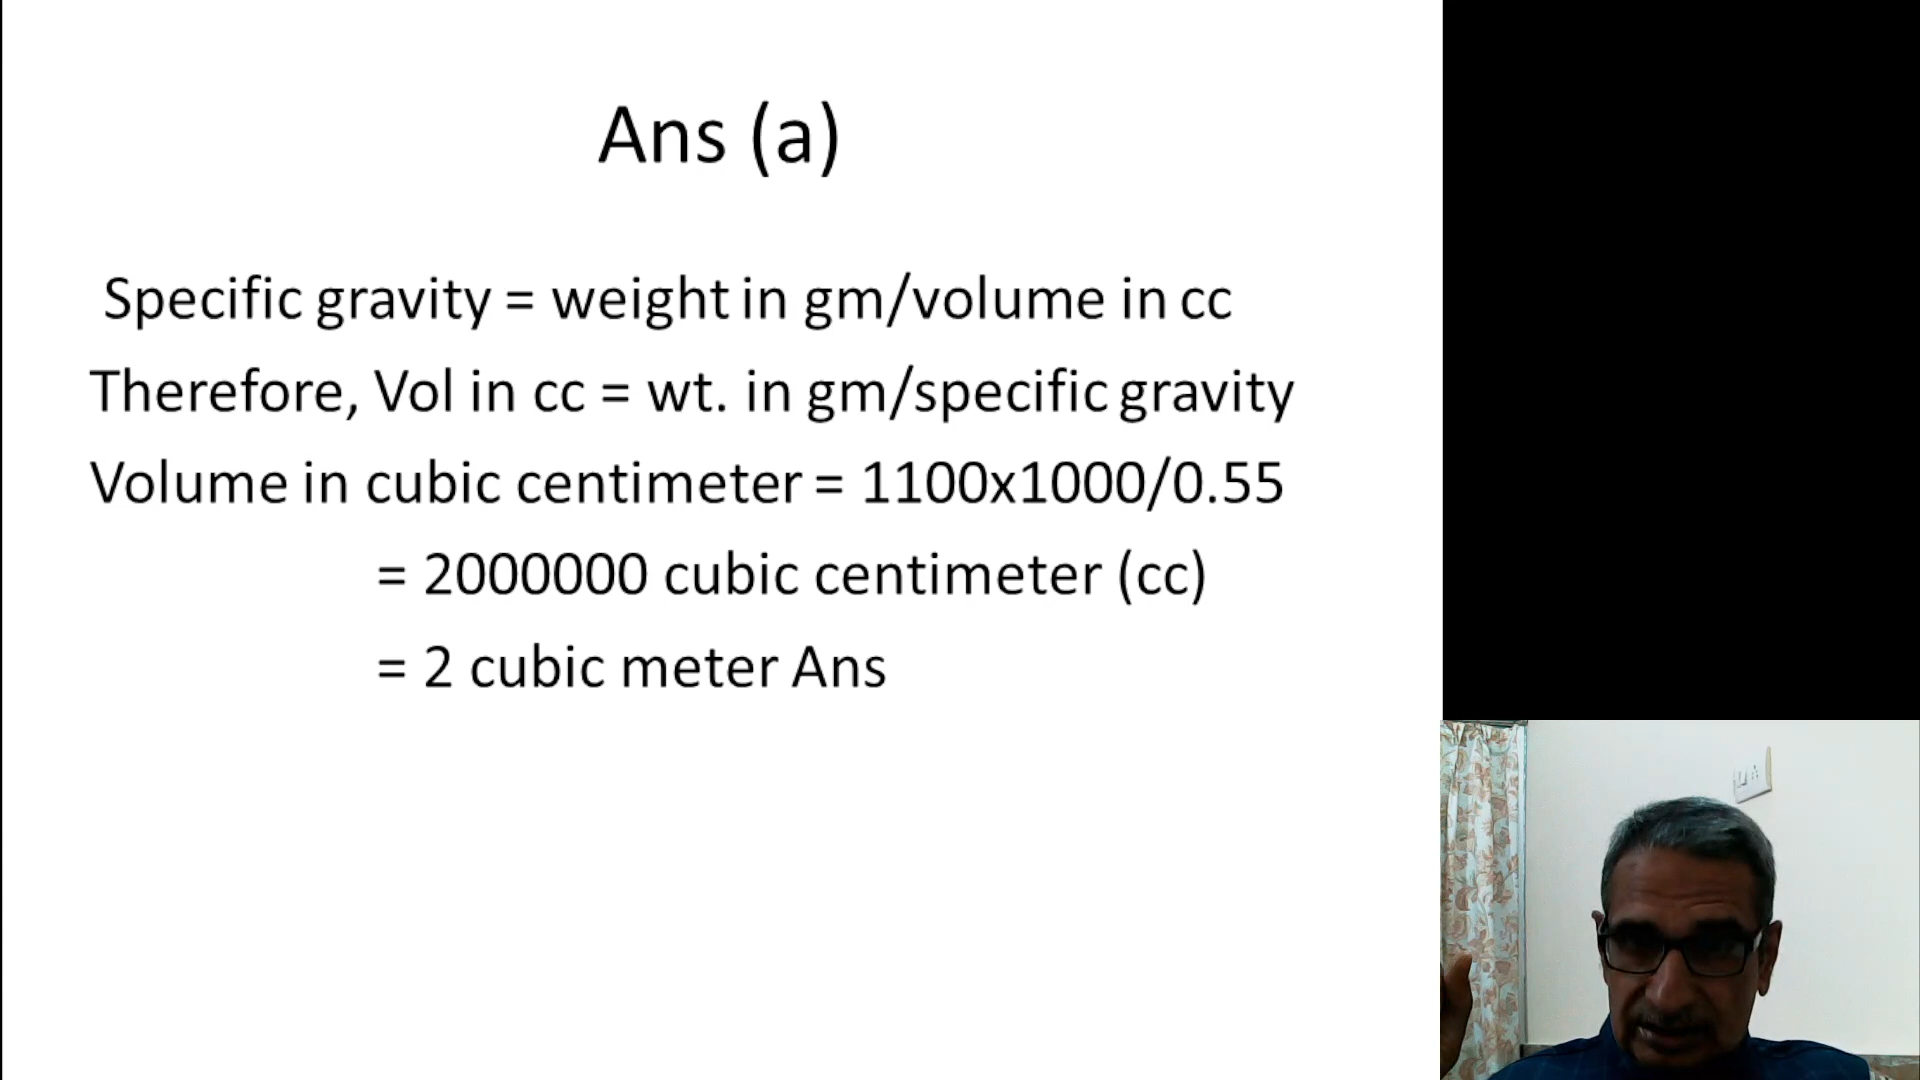 Ans (a)
Specific gravity = weight in gm/volume in cc
Therefore, Vol in cc = wt. in gm/specific gravity
Volume in cubic centimeter = 1100x1000/0.55
= 2000000 cubic centimeter (cc)
= 2 cubic meter Ans